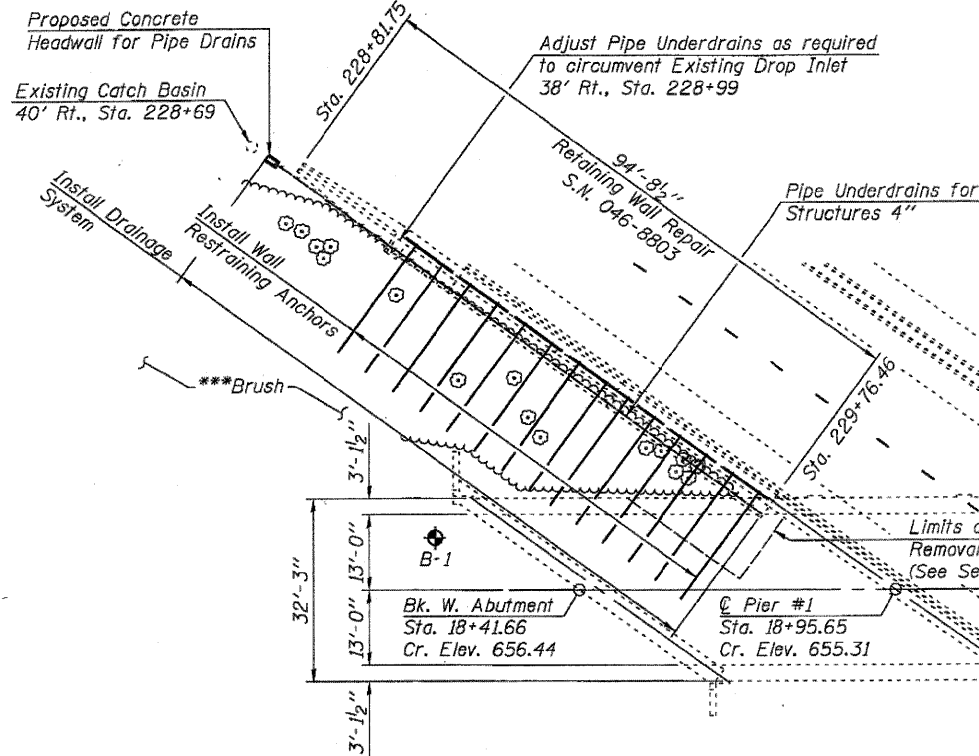 Proposed Concrete
Headwall for Pipe Drains
Existing Catch Basin
40' Rt., Sta. 228+69
Sta. 228+81.75
Adjust Pipe Underdrains as required
to circumvent Existing Drop Inlet
38' Rt., Sta. 228+99
94'-8½"
Retaining Wall Repair
S.N. 046-8803
Pipe Underdrains for
Structures 4"
Install Drainage
System
Install Wall
Restraining Anchors
***Brush
Sta. 229+76.46
3'-1½"
13'-0"
32'-3"
13'-0"
3'-1½"
B-1
Bk. W. Abutment
Sta. 18+41.66
Cr. Elev. 656.44
℄ Pier #1
Sta. 18+95.65
Cr. Elev. 655.31
Limits
Remova
(See Se